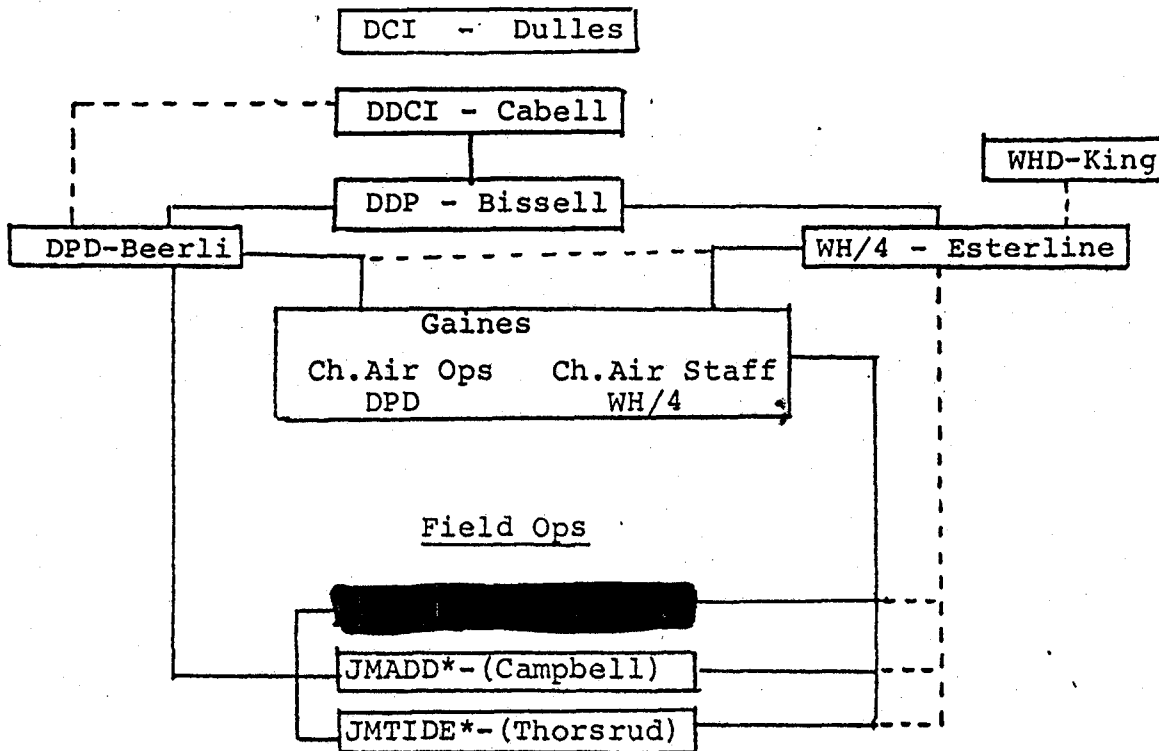 DCI - Dulles
DDCI - Cabell
WHD-King
DDP - Bissell
DPD-Beerli
WH/4 - Esterline
Gaines
Ch.Air Ops Ch.Air Staff
DPD WH/4
Field Ops
JMADD*-(Campbell)
JMTIDE*-(Thorsrud)